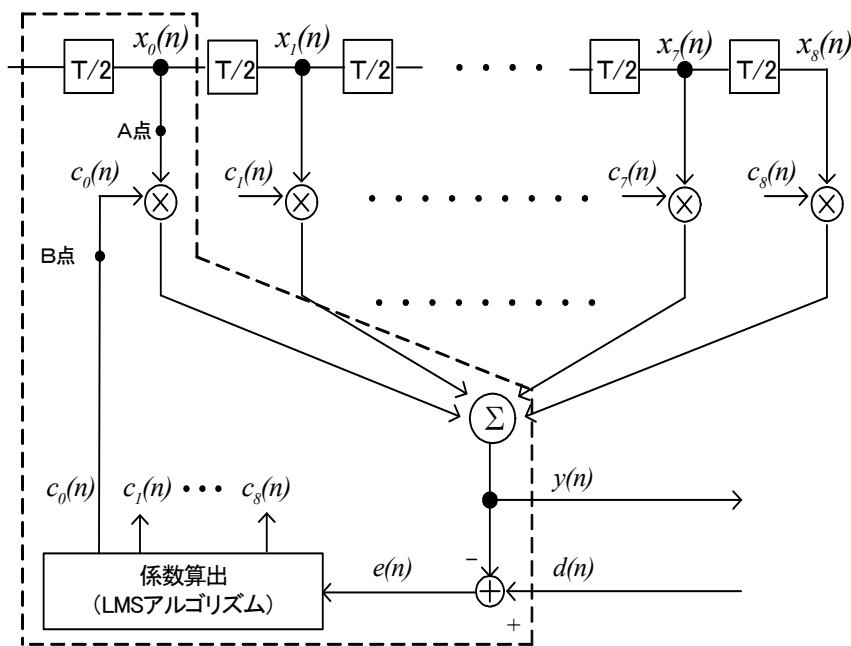 x₀(n) x₁(n) x₇(n) x₈(n)
T/2 T/2 T/2 T/2 T/2
A点
c₀(n) c₁(n) c₇(n) c₈(n)
B点
Σ
c₀(n) c₁(n) ・・・ c₈(n)
y(n)
−
係数算出
(LMSアルゴリズム)
e(n)
d(n)
+